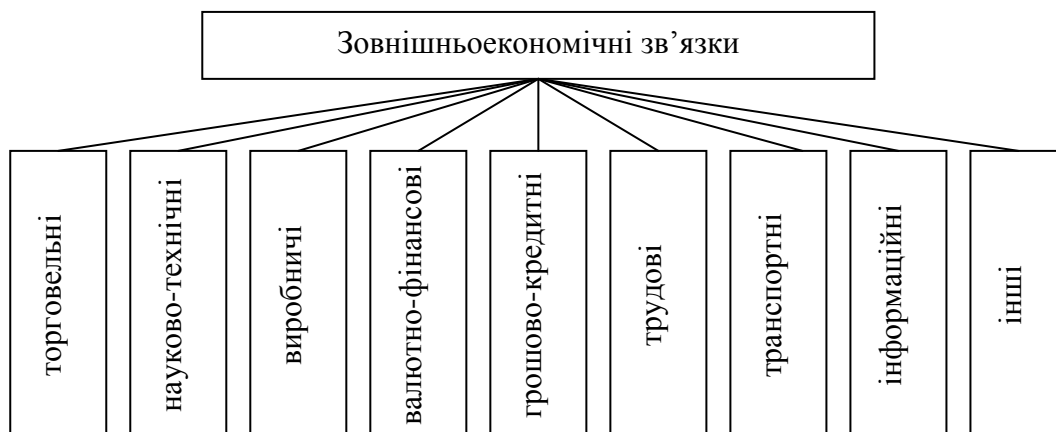 Зовнішньоекономічні зв’язки
торговельні
науково-технічні
виробничі
валютно-фінансові
грошово-кредитні
трудові
транспортні
інформаційні
інші